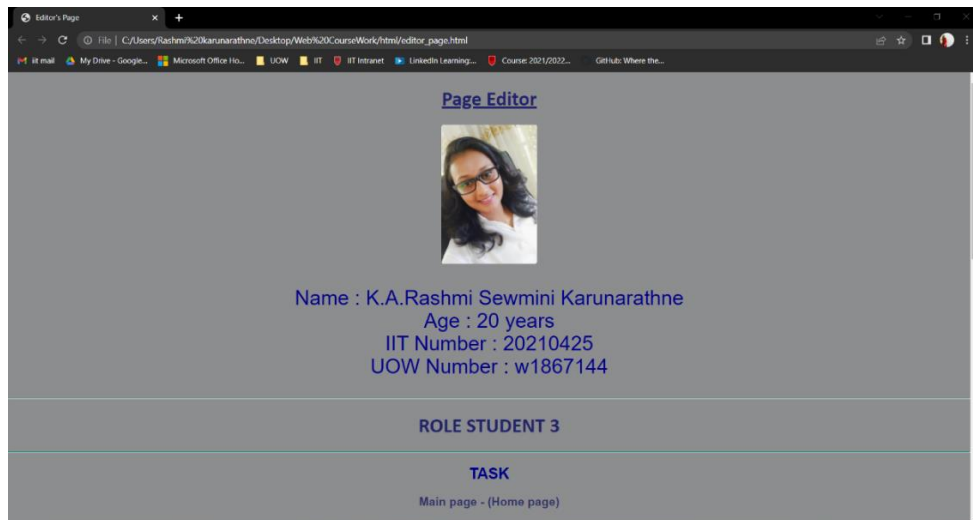 Editor's Page
File | C:/Users/Rashmi%20karunarathne/Desktop/Web%20CourseWork/html/editor_page.html
iit mail My Drive - Google... Microsoft Office Ho... UOW IIT IIT Intranet LinkedIn Learning:... Course: 2021/2022... GitHub: Where the...
Page Editor
Name : K.A.Rashmi Sewmini Karunarathne
Age : 20 years
IIT Number : 20210425
UOW Number : w1867144
ROLE STUDENT 3
TASK
Main page - (Home page)